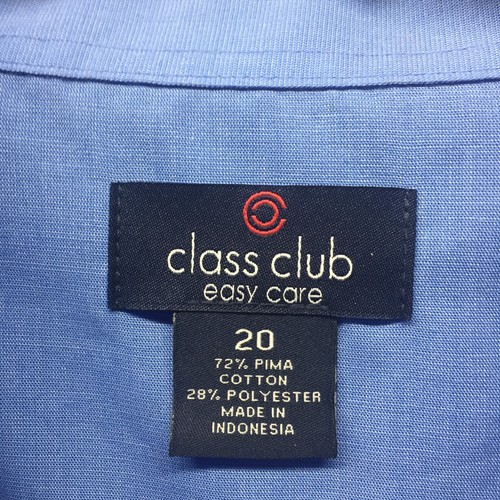 class club
easy care
20
72% PIMA
COTTON
28% POLYESTER
MADE IN
INDONESIA